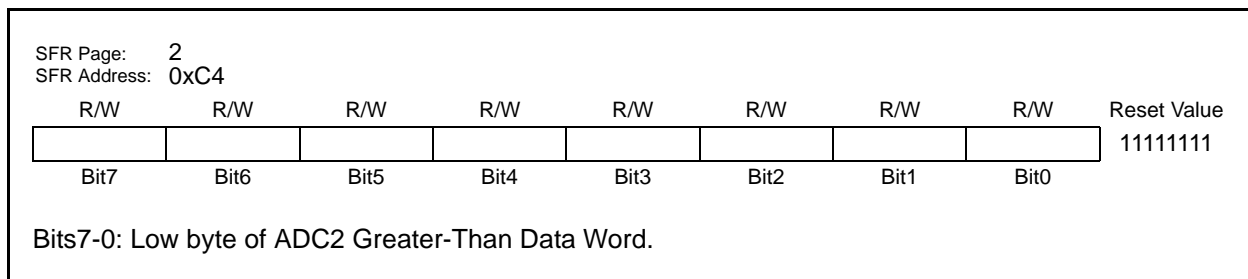 SFR Page: 2
SFR Address: 0xC4
R/W R/W R/W R/W R/W R/W R/W R/W Reset Value
11111111
Bit7 Bit6 Bit5 Bit4 Bit3 Bit2 Bit1 Bit0
Bits7-0: Low byte of ADC2 Greater-Than Data Word.